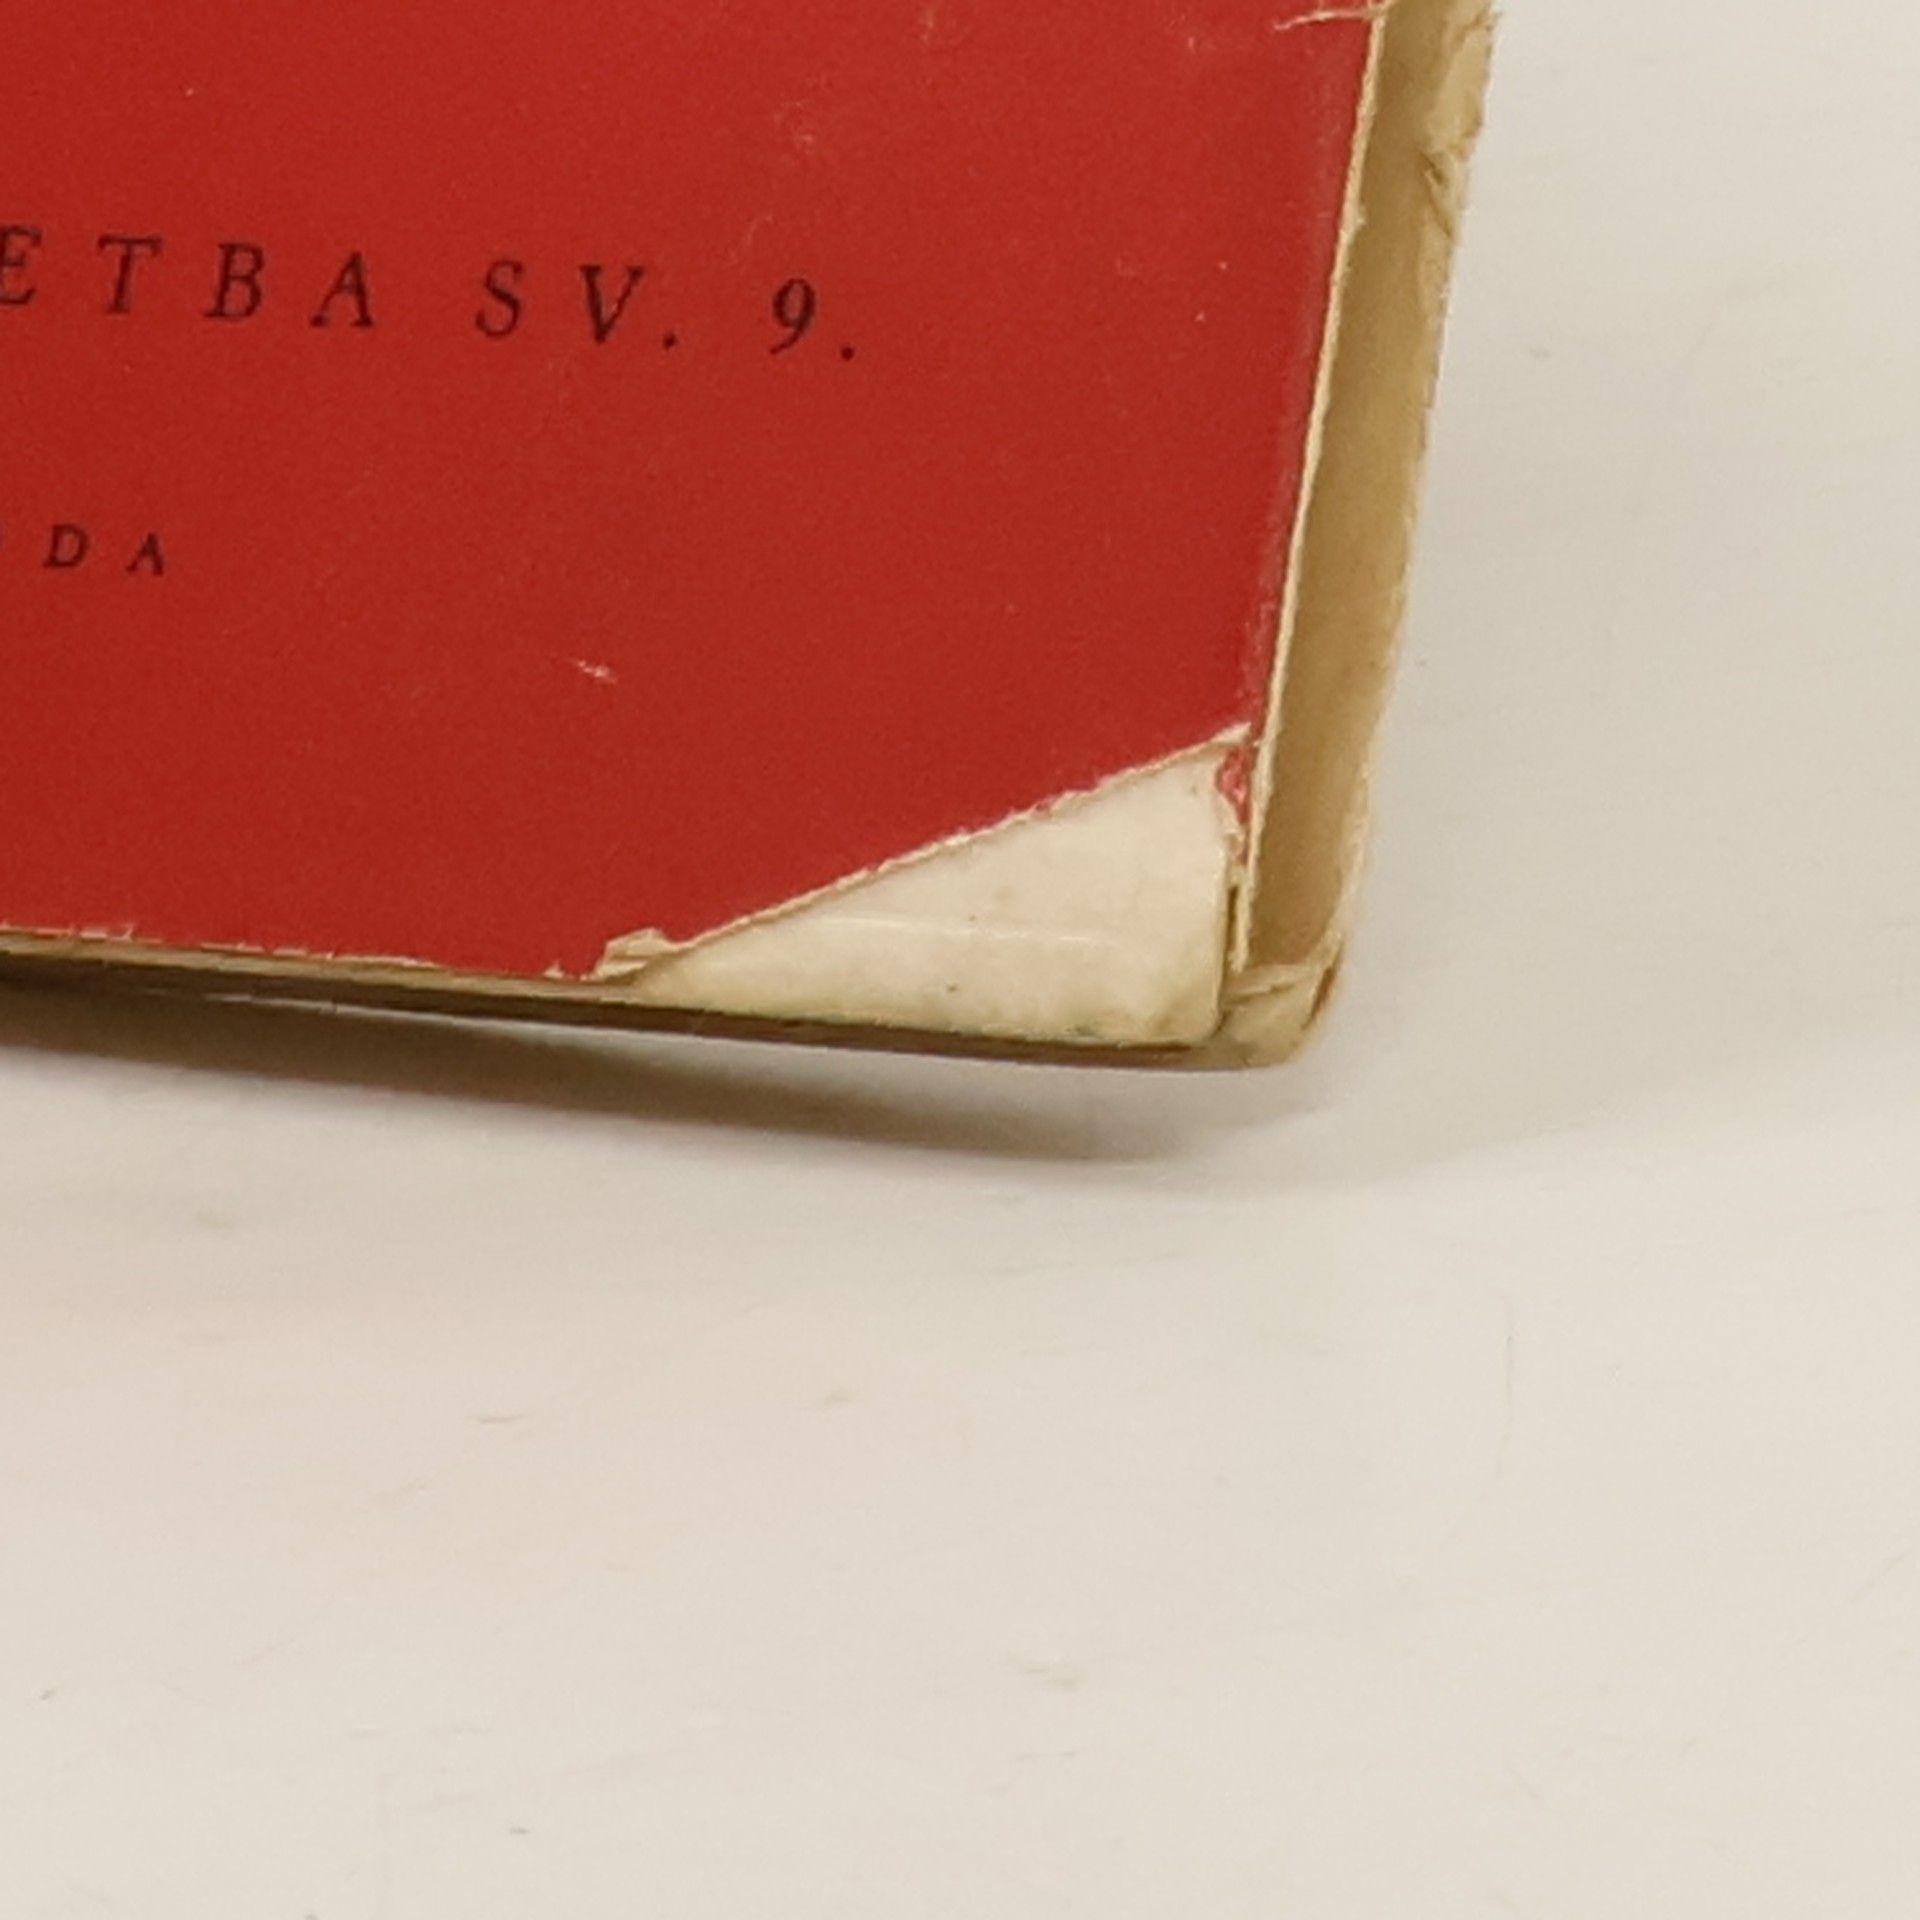 ETBA SV. 9.
DA